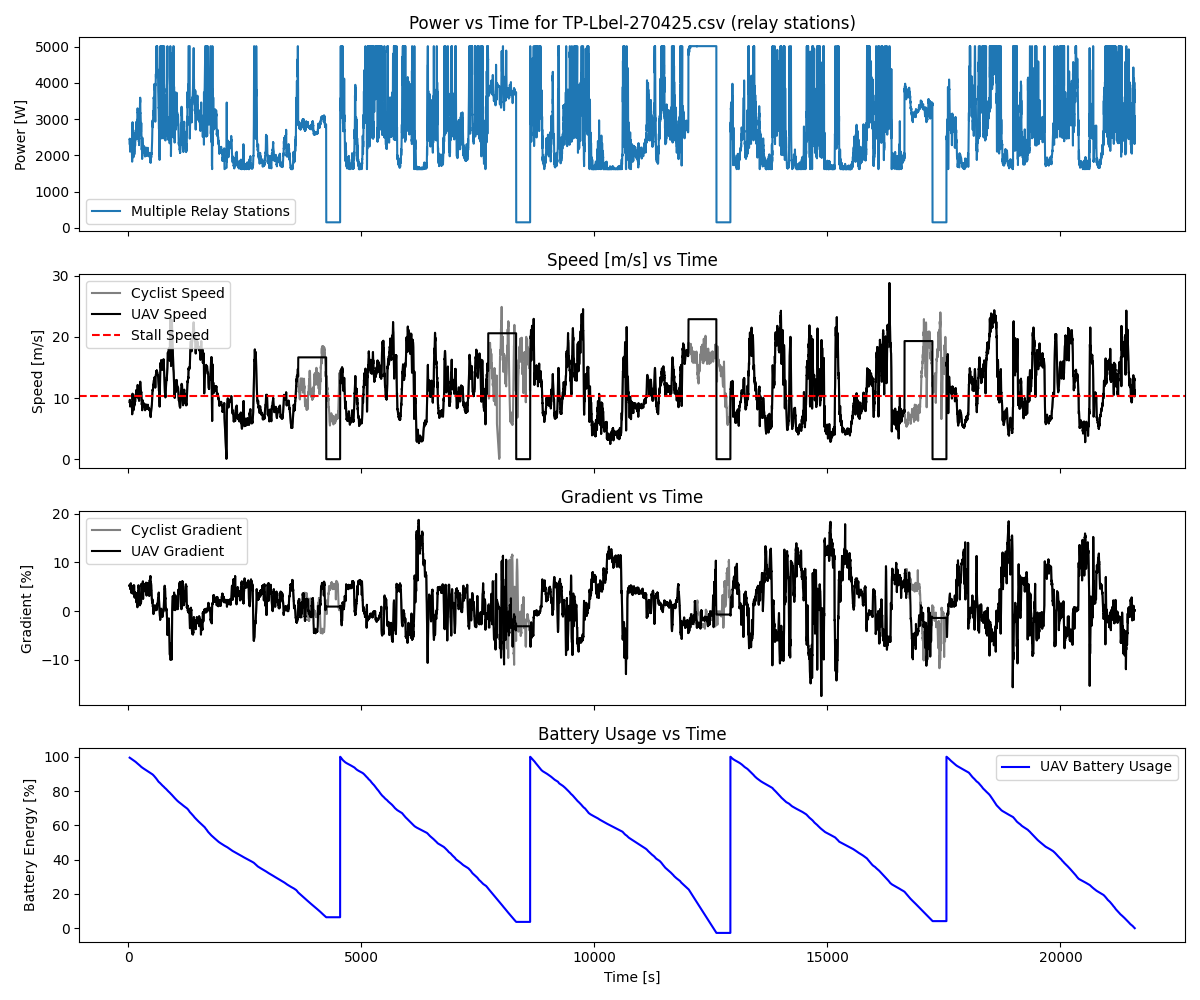 Power vs Time for TP-Lbel-270425.csv (relay stations)
Power [W]
5000
4000
3000
2000
1000
0
Multiple Relay Stations
Speed [m/s] vs Time
Speed [m/s]
30
20
10
0
Cyclist Speed
UAV Speed
Stall Speed
Gradient vs Time
Gradient [%]
20
10
0
−10
Cyclist Gradient
UAV Gradient
Battery Usage vs Time
Battery Energy [%]
100
80
60
40
20
0
UAV Battery Usage
0 5000 10000 15000 20000
Time [s]